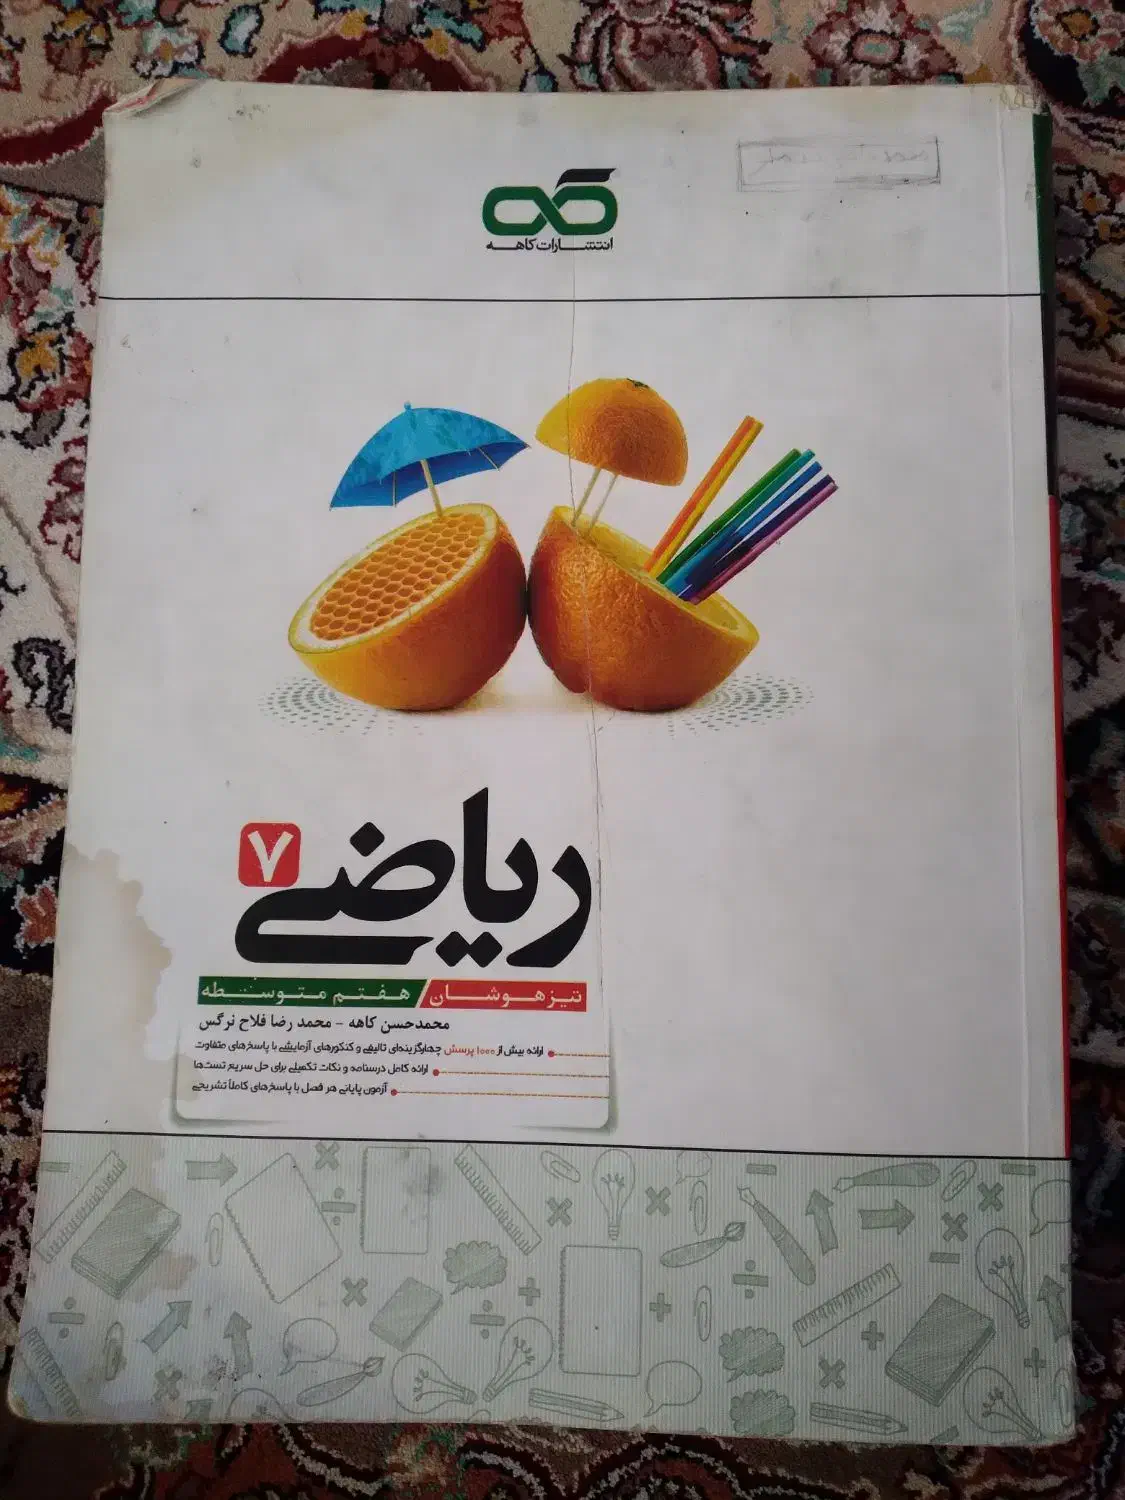 انتشارات کاهه
ریاضی ۷
تیزهوشان / هفتم متوسطه
محمدحسن کاهه - محمد رضا فلاح نرگس
ارائه بیش از ۱۰۰۰ پرسش چهارگزینه‌ای تالیفی و کنکورهای آزمایشی با پاسخ‌های متفاوت
ارائه کامل درسنامه و نکات تکمیلی برای حل سریع تست‌ها
آزمون پایانی هر فصل با پاسخ‌های کاملاً تشریحی